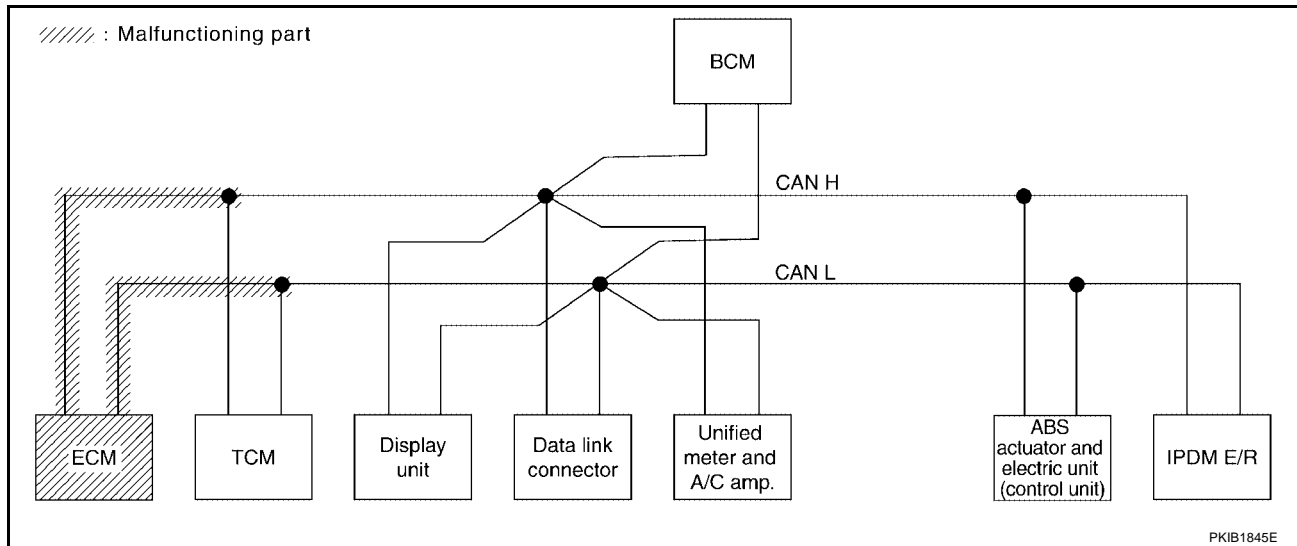 : Malfunctioning part
BCM
CAN H
CAN L
ECM
TCM
Display
unit
Data link
connector
Unified
meter and
A/C amp.
ABS
actuator and
electric unit
(control unit)
IPDM E/R
PKIB1845E